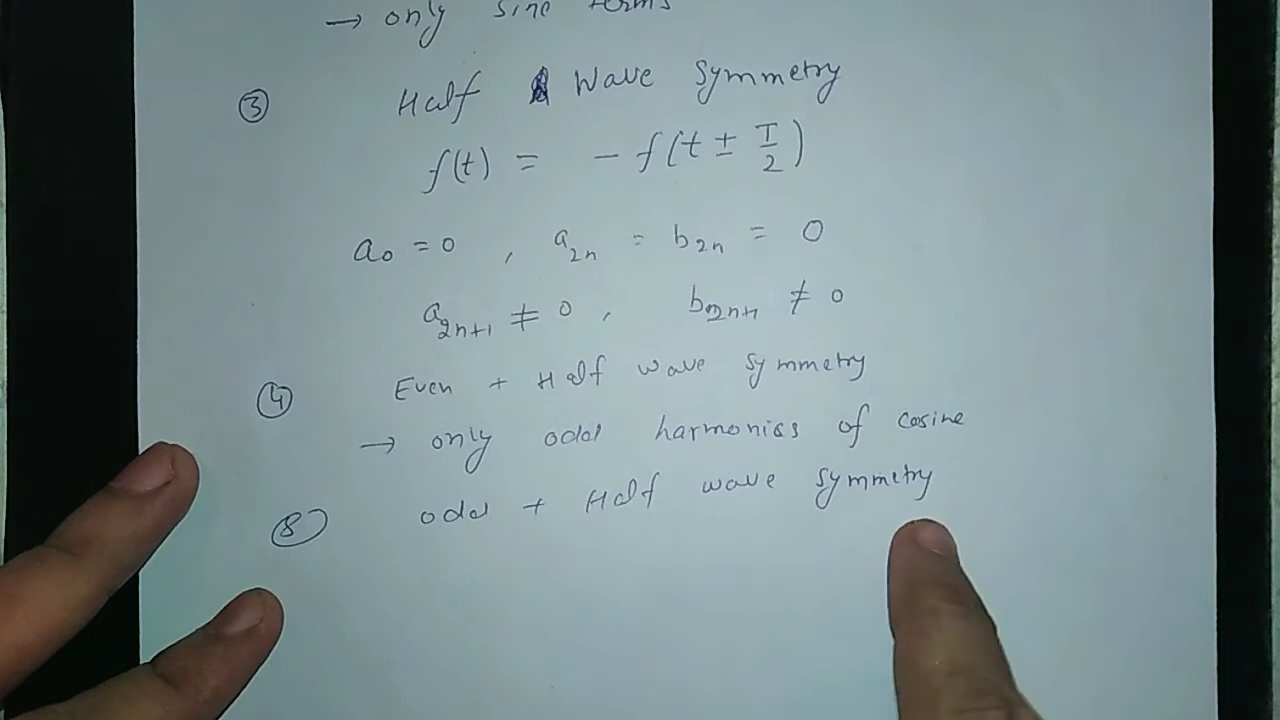 → only sine terms
③ Half Wave Symmetry
f(t) = - f(t ± T/2)
a₀ = 0 , a₂ₙ = b₂ₙ = 0
a₂ₙ₊₁ ≠ 0 , b₂ₙ₊₁ ≠ 0
④ Even + Half wave symmetry
→ only odd harmonics of cosine
⑤ odd + Half wave symmetry